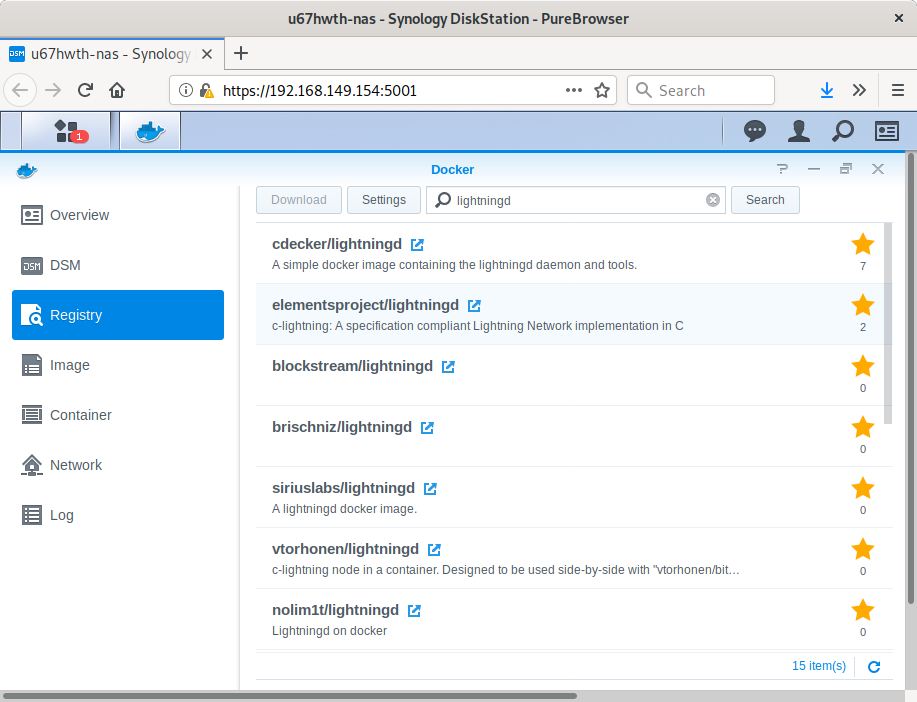 u67hwth-nas - Synology DiskStation - PureBrowser
DSM u67hwth-nas - Synology
https://192.168.149.154:5001
Search
1
Docker
Overview
DSM DSM
Registry
Image
Container
Network
Log
Download Settings lightningd Search
cdecker/lightningd
A simple docker image containing the lightningd daemon and tools.
7
elementsproject/lightningd
c-lightning: A specification compliant Lightning Network implementation in C
2
blockstream/lightningd
0
brischniz/lightningd
0
siriuslabs/lightningd
A lightningd docker image.
0
vtorhonen/lightningd
c-lightning node in a container. Designed to be used side-by-side with "vtorhonen/bit…
0
nolim1t/lightningd
Lightningd on docker
0
15 item(s)